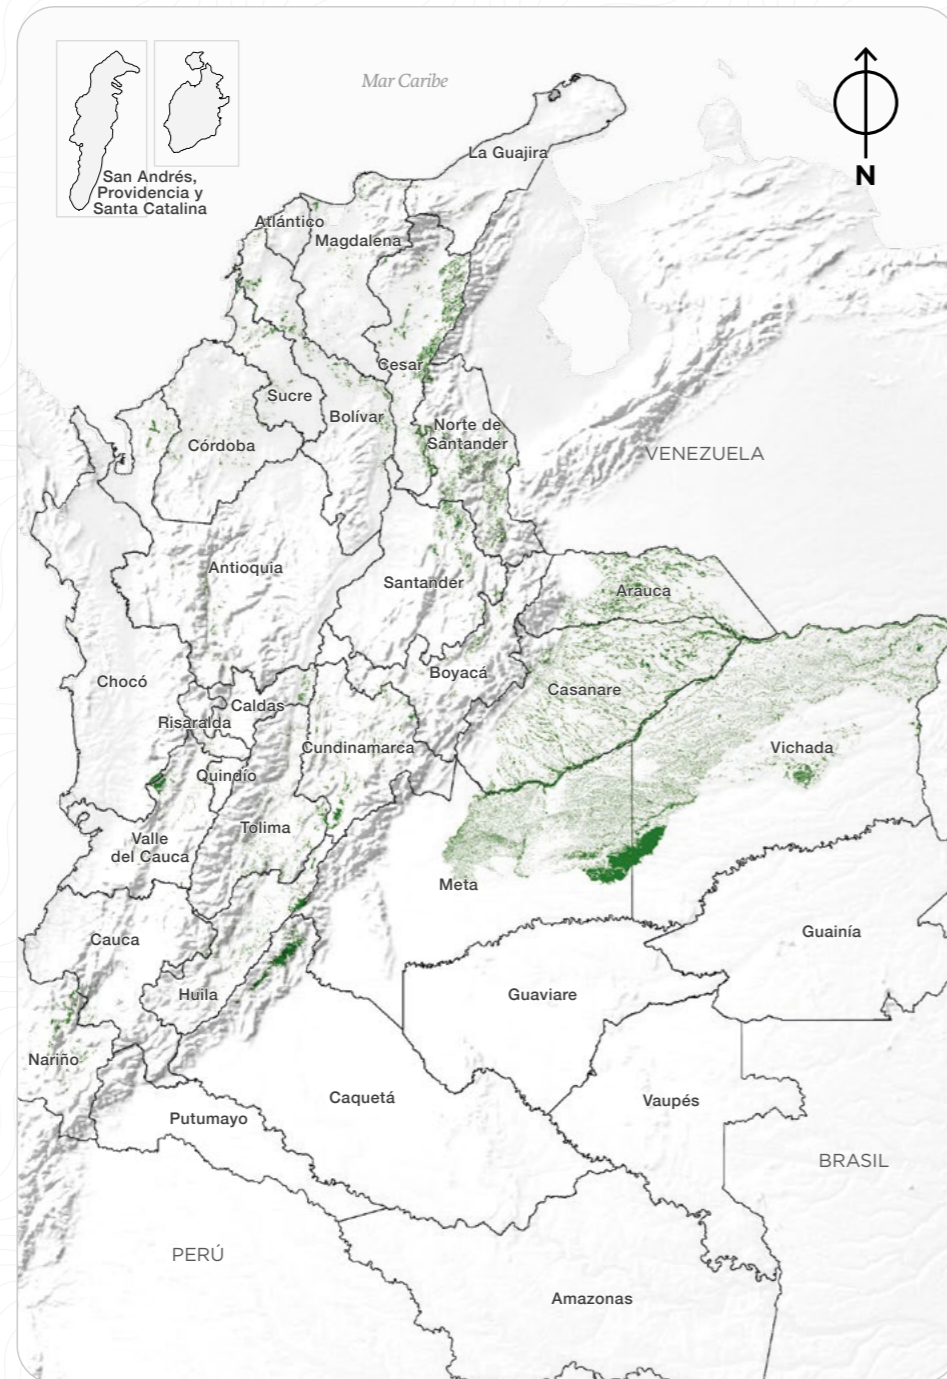 Mar Caribe
N
La Guajira
San Andrés,
Providencia y
Santa Catalina
Atlántico
Magdalena
Cesar
Sucre
Bolívar
Norte de
Santander
Córdoba
VENEZUELA
Antioquia
Santander
Arauca
Boyacá
Chocó
Casanare
Caldas
Risaralda
Cundinamarca
Vichada
Quindío
Tolima
Valle
del Cauca
Meta
Cauca
Guainía
Huila
Guaviare
Nariño
Caquetá
Vaupés
Putumayo
BRASIL
PERÚ
Amazonas